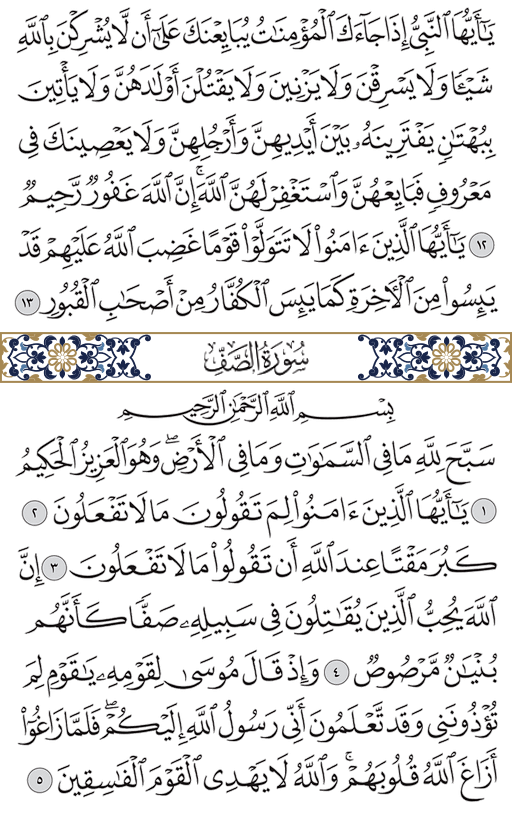 يَٰٓأَيُّهَا ٱلنَّبِيُّ إِذَا جَآءَكَ ٱلْمُؤْمِنَٰتُ يُبَايِعْنَكَ عَلَىٰٓ أَن لَّا يُشْرِكْنَ بِٱللَّهِ
شَيْـًٔا وَلَا يَسْرِقْنَ وَلَا يَزْنِينَ وَلَا يَقْتُلْنَ أَوْلَٰدَهُنَّ وَلَا يَأْتِينَ
بِبُهْتَٰنٍ يَفْتَرِينَهُۥ بَيْنَ أَيْدِيهِنَّ وَأَرْجُلِهِنَّ وَلَا يَعْصِينَكَ فِى
مَعْرُوفٍ فَبَايِعْهُنَّ وَٱسْتَغْفِرْ لَهُنَّ ٱللَّهَ ۚ إِنَّ ٱللَّهَ غَفُورٌ رَّحِيمٌ
١٢ يَٰٓأَيُّهَا ٱلَّذِينَ ءَامَنُوا۟ لَا تَتَوَلَّوْا۟ قَوْمًا غَضِبَ ٱللَّهُ عَلَيْهِمْ قَدْ
يَئِسُوا۟ مِنَ ٱلْءَاخِرَةِ كَمَا يَئِسَ ٱلْكُفَّارُ مِنْ أَصْحَٰبِ ٱلْقُبُورِ ١٣
سُورَةُ الصَّفِّ
بِسْمِ ٱللَّهِ ٱلرَّحْمَٰنِ ٱلرَّحِيمِ
سَبَّحَ لِلَّهِ مَا فِى ٱلسَّمَٰوَٰتِ وَمَا فِى ٱلْأَرْضِ ۖ وَهُوَ ٱلْعَزِيزُ ٱلْحَكِيمُ
١ يَٰٓأَيُّهَا ٱلَّذِينَ ءَامَنُوا۟ لِمَ تَقُولُونَ مَا لَا تَفْعَلُونَ ٢
كَبُرَ مَقْتًا عِندَ ٱللَّهِ أَن تَقُولُوا۟ مَا لَا تَفْعَلُونَ ٣ إِنَّ
ٱللَّهَ يُحِبُّ ٱلَّذِينَ يُقَٰتِلُونَ فِى سَبِيلِهِۦ صَفًّا كَأَنَّهُم
بُنْيَٰنٌ مَّرْصُوصٌ ٤ وَإِذْ قَالَ مُوسَىٰ لِقَوْمِهِۦ يَٰقَوْمِ لِمَ
تُؤْذُونَنِى وَقَد تَّعْلَمُونَ أَنِّى رَسُولُ ٱللَّهِ إِلَيْكُمْ ۖ فَلَمَّا زَاغُوٓا۟
أَزَاغَ ٱللَّهُ قُلُوبَهُمْ ۚ وَٱللَّهُ لَا يَهْدِى ٱلْقَوْمَ ٱلْفَٰسِقِينَ ٥